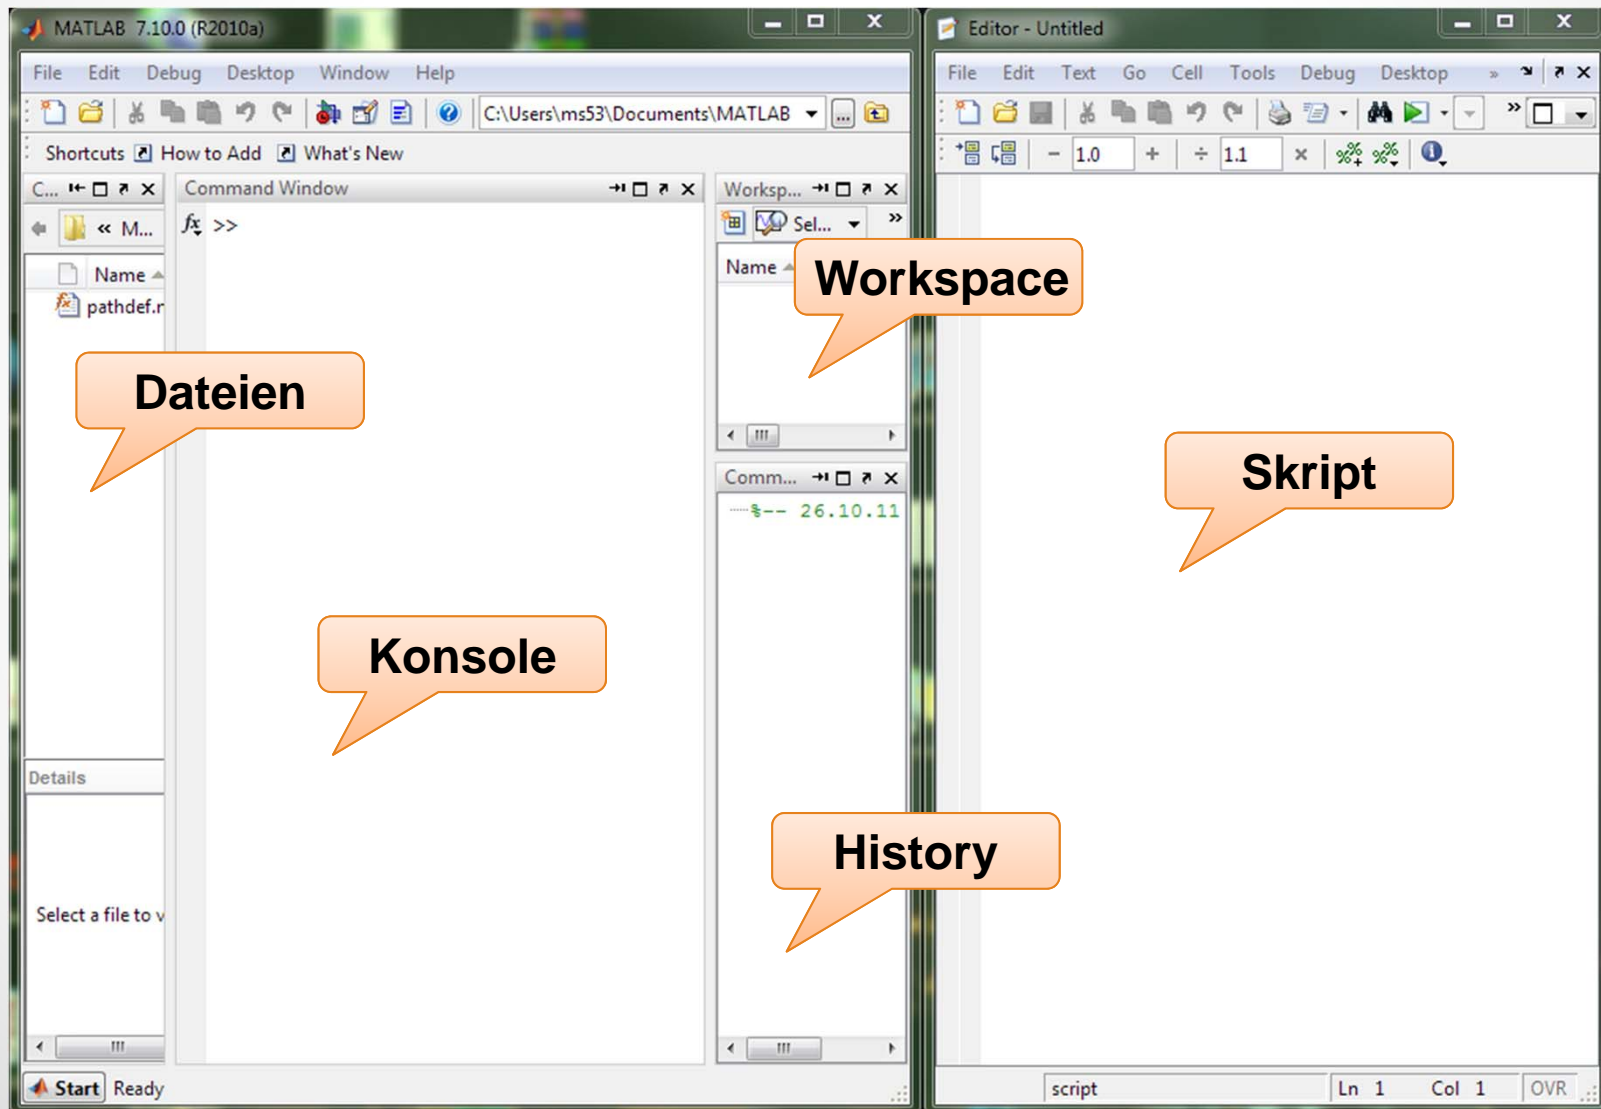 MATLAB 7.10.0 (R2010a)
File Edit Debug Desktop Window Help
C:\Users\ms53\Documents\MATLAB
Shortcuts How to Add What's New
C...
« M...
Name
pathdef.r
Dateien
Details
Select a file to v
Command Window
fx >>
Konsole
Worksp...
Sel...
Name
Workspace
Comm...
%-- 26.10.11
History
Start Ready
Editor - Untitled
File Edit Text Go Cell Tools Debug Desktop »
- 1.0 + ÷ 1.1 ×
Skript
script Ln 1 Col 1 OVR